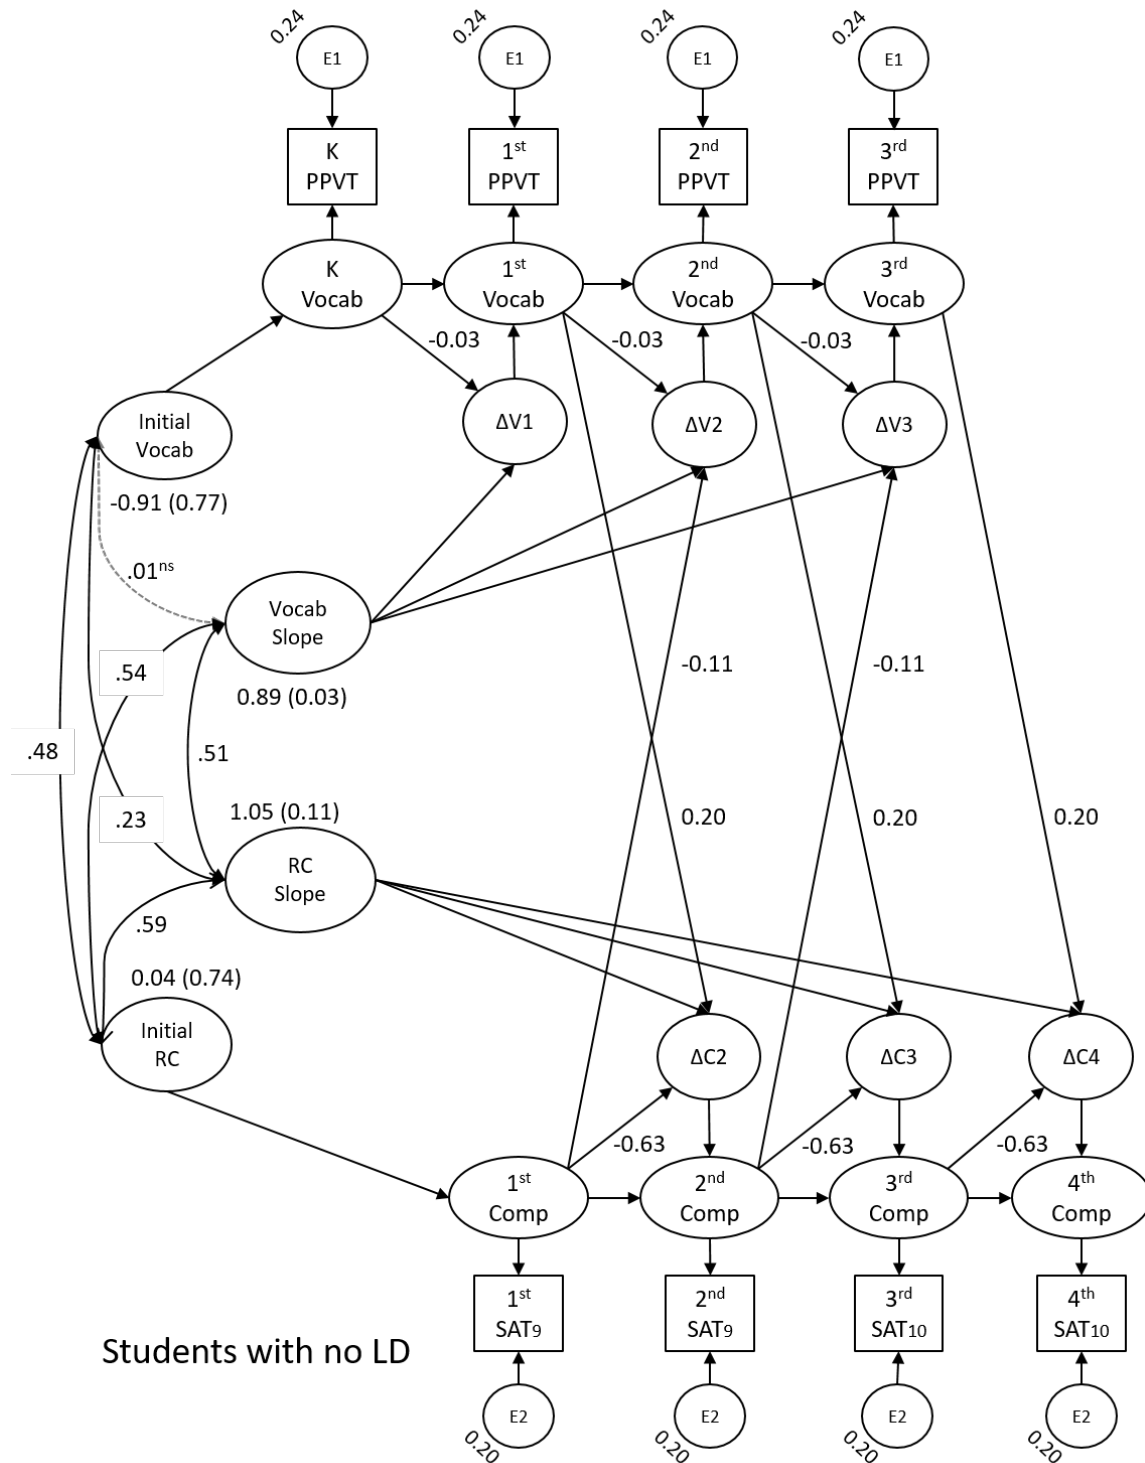 0.24
0.24
0.24
0.24
E1
E1
E1
E1
K
PPVT
1st
PPVT
2nd
PPVT
3rd
PPVT
K
Vocab
1st
Vocab
2nd
Vocab
3rd
Vocab
-0.03
-0.03
-0.03
Initial
Vocab
ΔV1
ΔV2
ΔV3
-0.91 (0.77)
.01ns
Vocab
Slope
0.89 (0.03)
.54
-0.11
-0.11
.48
.51
.23
1.05 (0.11)
0.20
0.20
0.20
RC
Slope
.59
0.04 (0.74)
Initial
RC
ΔC2
ΔC3
ΔC4
-0.63
-0.63
-0.63
1st
Comp
2nd
Comp
3rd
Comp
4th
Comp
1st
SAT9
2nd
SAT9
3rd
SAT10
4th
SAT10
Students with no LD
E2
E2
E2
E2
0.20
0.20
0.20
0.20